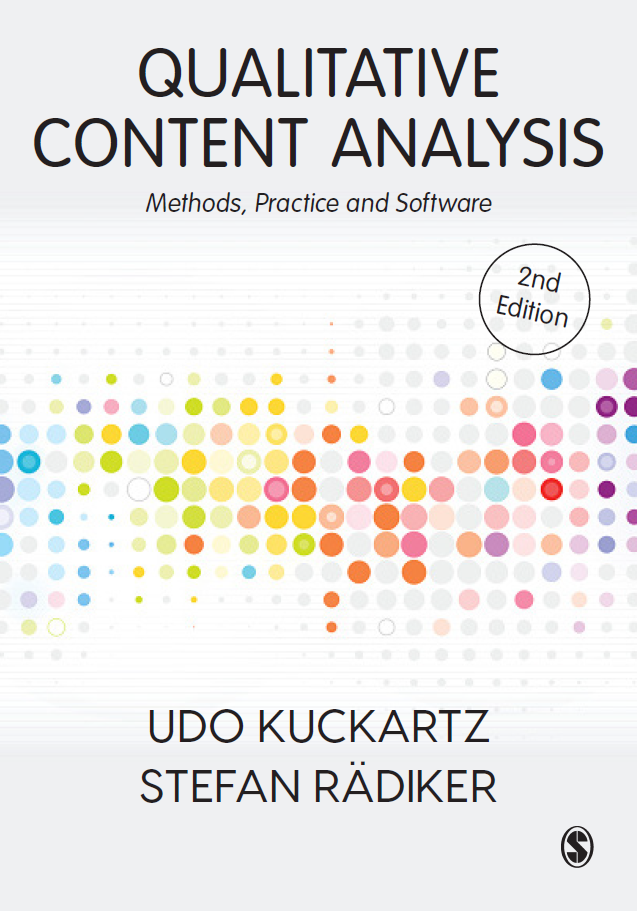 QUALITATIVE
CONTENT ANALYSIS
Methods, Practice and Software
2nd
Edition
UDO KUCKARTZ
STEFAN RÄDIKER
S